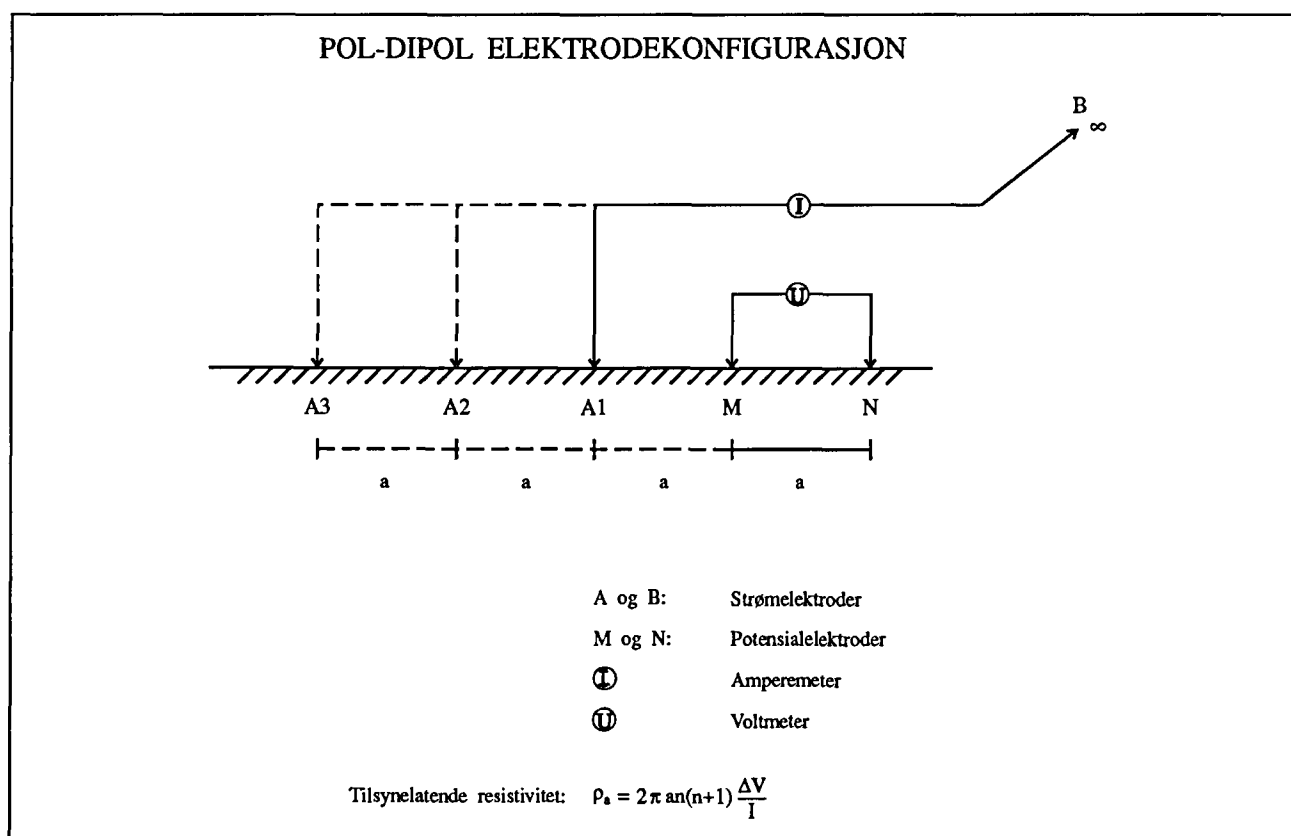 POL-DIPOL ELEKTRODEKONFIGURASJON
B
∞
I
U
A3 A2 A1 M N
a a a a
A og B: Strømelektroder
M og N: Potensialelektroder
I Amperemeter
U Voltmeter
Tilsynelatende resistivitet: ρₐ = 2π an(n+1) ΔV/I